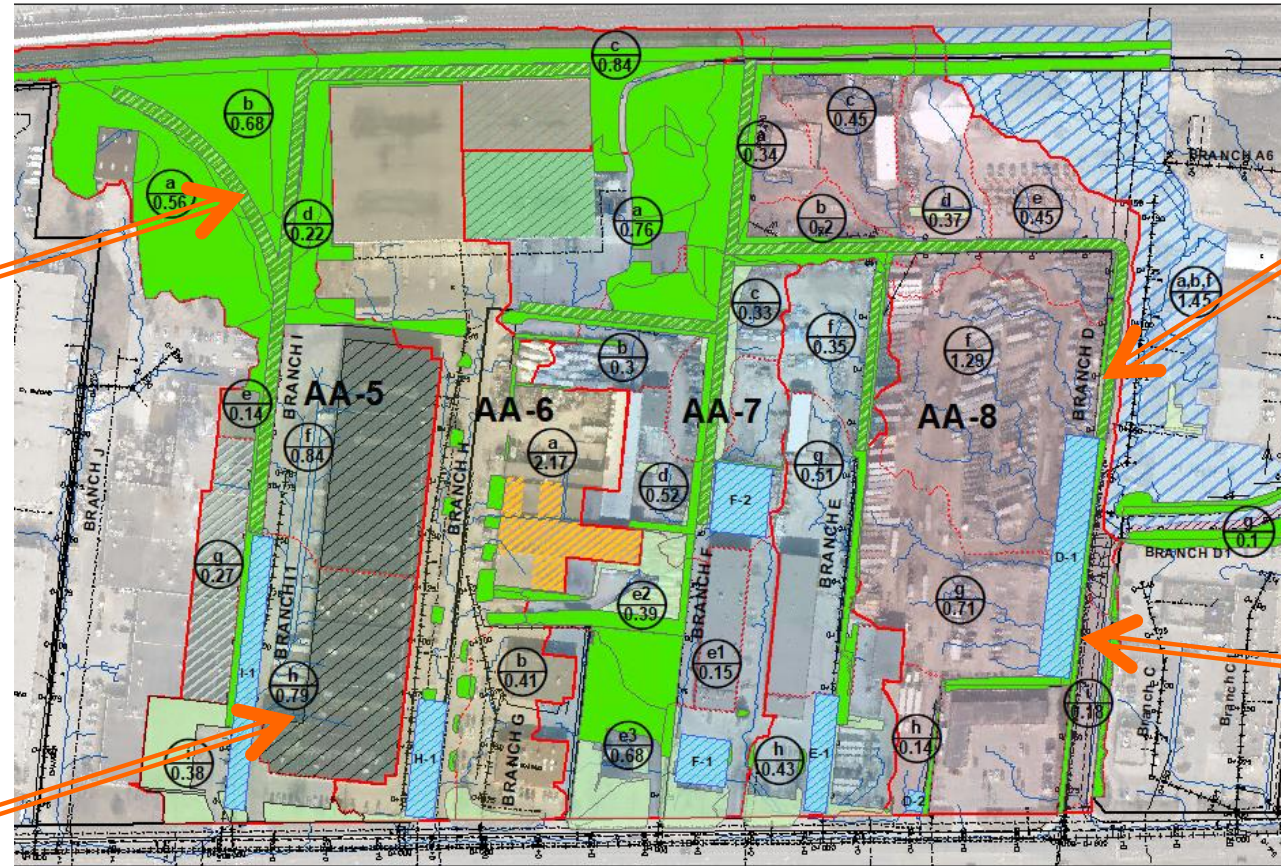 c
0.84
b
0.68
c
0.45
a
0.34
BRANCH A6
a
0.56
d
0.22
a
0.76
b
0.2
d
0.37
e
0.45
a,b,f
1.45
c
0.33
f
0.35
f
1.29
b
0.3
BRANCH I
AA-5
AA-6
AA-7
AA-8
BRANCH D
e
0.14
f
0.84
a
2.17
d
0.52
g
0.51
BRANCH J
BRANCH H
F-2
BRANCH E
D-1
g
0.1
BRANCH D1
g
0.27
e2
0.39
g
0.71
BRANCH I1
BRANCH F
I-1
h
0.79
b
0.41
e1
0.15
e3
0.68
h
0.43
h
0.14
0.18
Branch C
0.38
H-1
BRANCH G
F-1
E-1
D-2